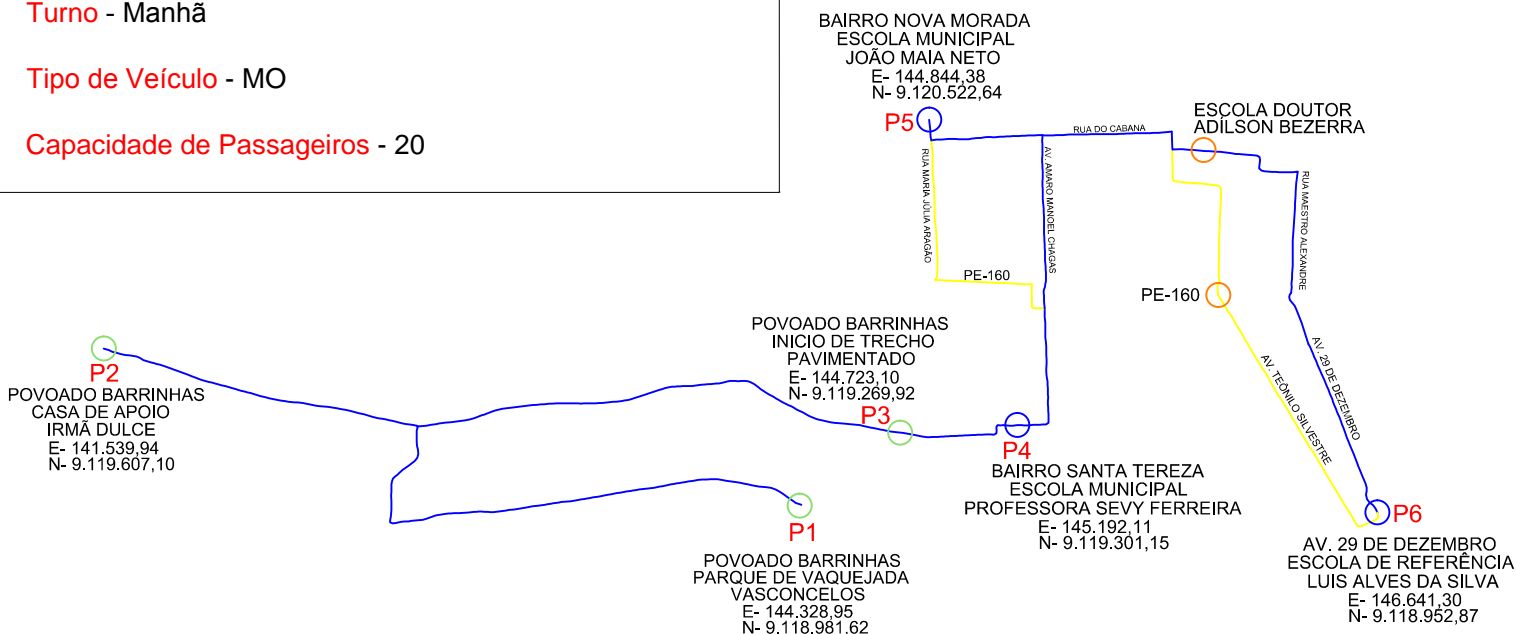 Turno - Manhã
Tipo de Veículo - MO
Capacidade de Passageiros - 20
BAIRRO NOVA MORADA
ESCOLA MUNICIPAL
JOÃO MAIA NETO
E- 144.844,38
N- 9.120.522,64
P5
RUA DO CABANA
ESCOLA DOUTOR
ADÍLSON BEZERRA
RUA MARIA JÚLIA ARAGÃO
AV. AMARO MANOEL CHAGAS
RUA MAESTRO ALEXANDRE
PE-160
PE-160
AV. TEÔNILO SILVESTRE
AV. 29 DE DEZEMBRO
P2
POVOADO BARRINHAS
CASA DE APOIO
IRMÃ DULCE
E- 141.539,94
N- 9.119.607,10
POVOADO BARRINHAS
INICIO DE TRECHO
PAVIMENTADO
E- 144.723,10
N- 9.119.269,92
P3
P4
BAIRRO SANTA TEREZA
ESCOLA MUNICIPAL
PROFESSORA SEVY FERREIRA
E- 145.192,11
N- 9.119.301,15
P1
POVOADO BARRINHAS
PARQUE DE VAQUEJADA
VASCONCELOS
E- 144.328,95
N- 9.118.981.62
P6
AV. 29 DE DEZEMBRO
ESCOLA DE REFERÊNCIA
LUIS ALVES DA SILVA
E- 146.641,30
N- 9.118.952,87